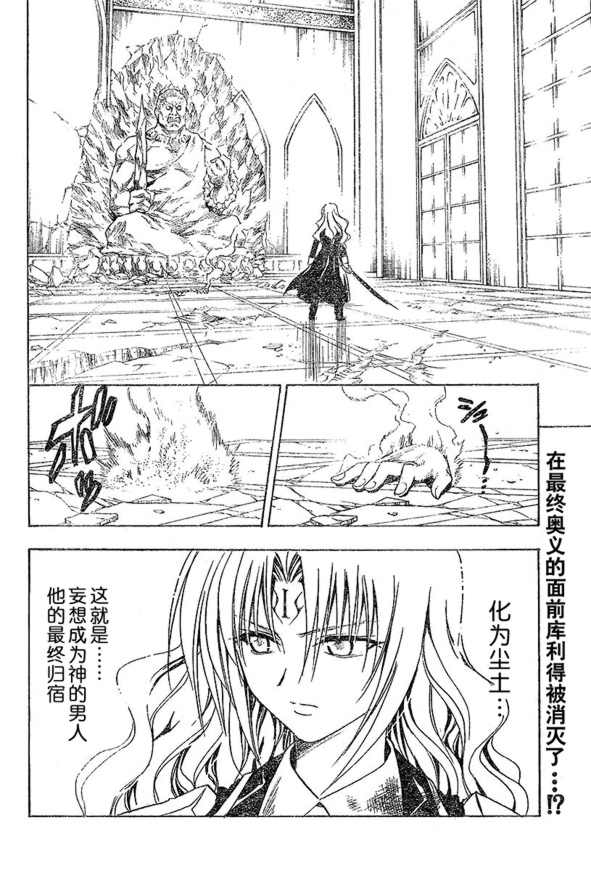 在最终奥义的面前库利得被消灭了…!?
化为尘土…
I
这就是……
妄想成为神的男人
他的最终归宿